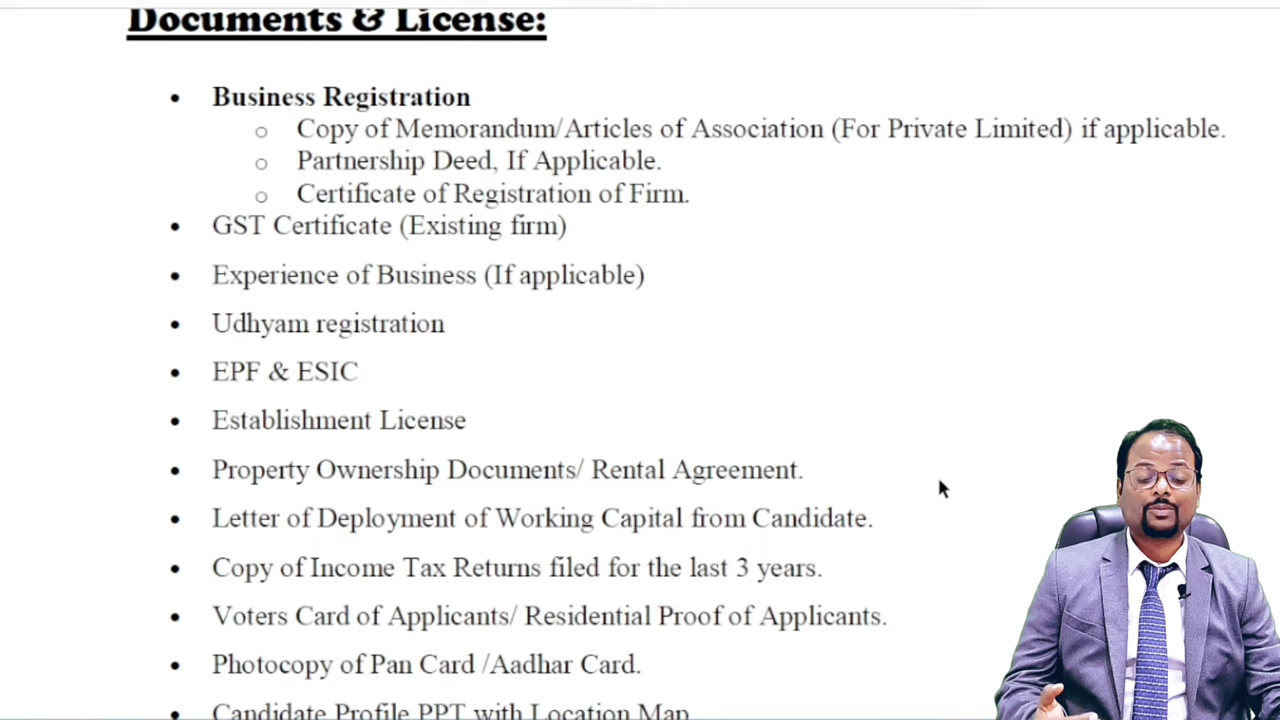 Documents & License:
• Business Registration
o Copy of Memorandum/Articles of Association (For Private Limited) if applicable.
o Partnership Deed, If Applicable.
o Certificate of Registration of Firm.
• GST Certificate (Existing firm)
• Experience of Business (If applicable)
• Udhyam registration
• EPF & ESIC
• Establishment License
• Property Ownership Documents/ Rental Agreement.
• Letter of Deployment of Working Capital from Candidate.
• Copy of Income Tax Returns filed for the last 3 years.
• Voters Card of Applicants/ Residential Proof of Applicants.
• Photocopy of Pan Card /Aadhar Card.
• Candidate Profile PPT with Location Map